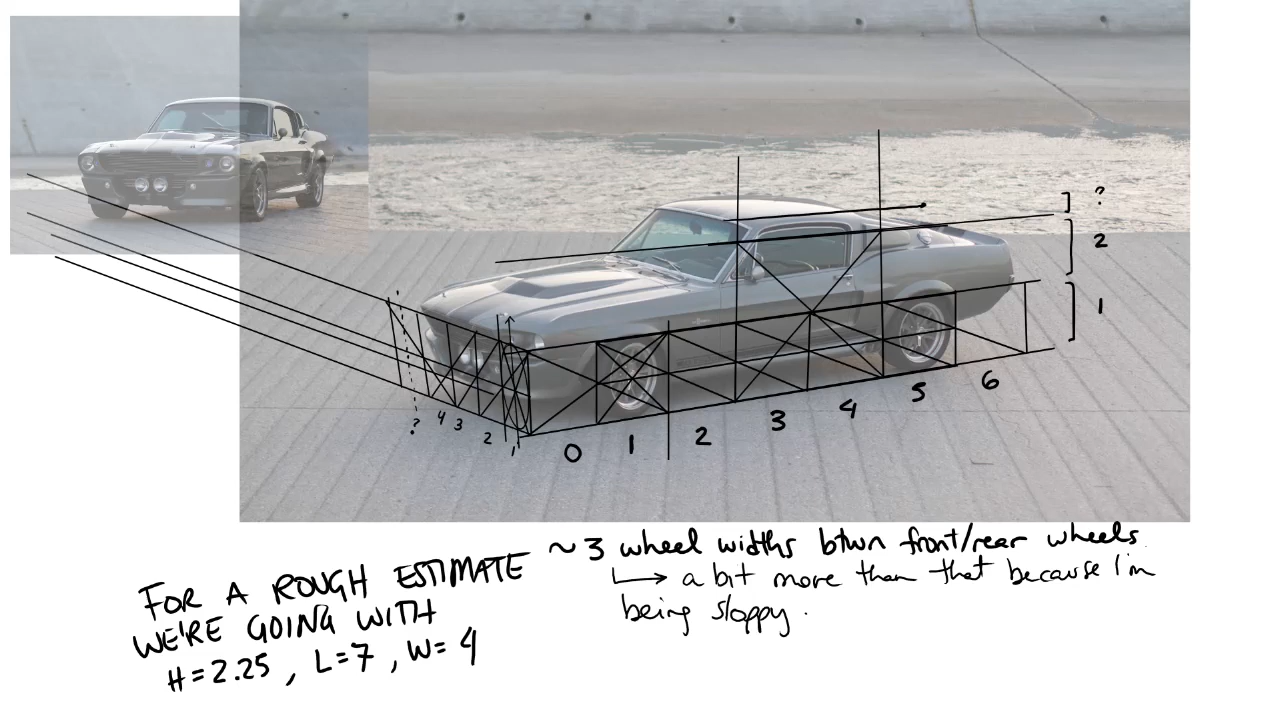 ?
2
1
? 4 3 2 1 0 1 2 3 4 5 6
~3 wheel widths btwn front/rear wheels.
↳ a bit more than that because I'm
being sloppy.
FOR A ROUGH ESTIMATE
WE'RE GOING WITH
H=2.25, L=7, W=4